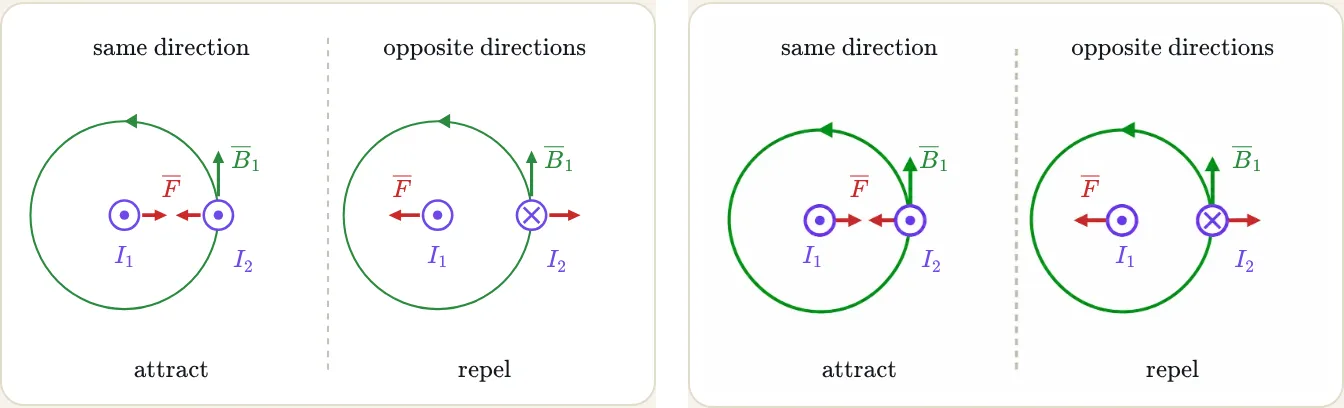 same direction
opposite directions
F̅
B̅₁
F̅
B̅₁
I₁
I₂
I₁
I₂
attract
repel
same direction
opposite directions
F̅
B̅₁
F̅
B̅₁
I₁
I₂
I₁
I₂
attract
repel